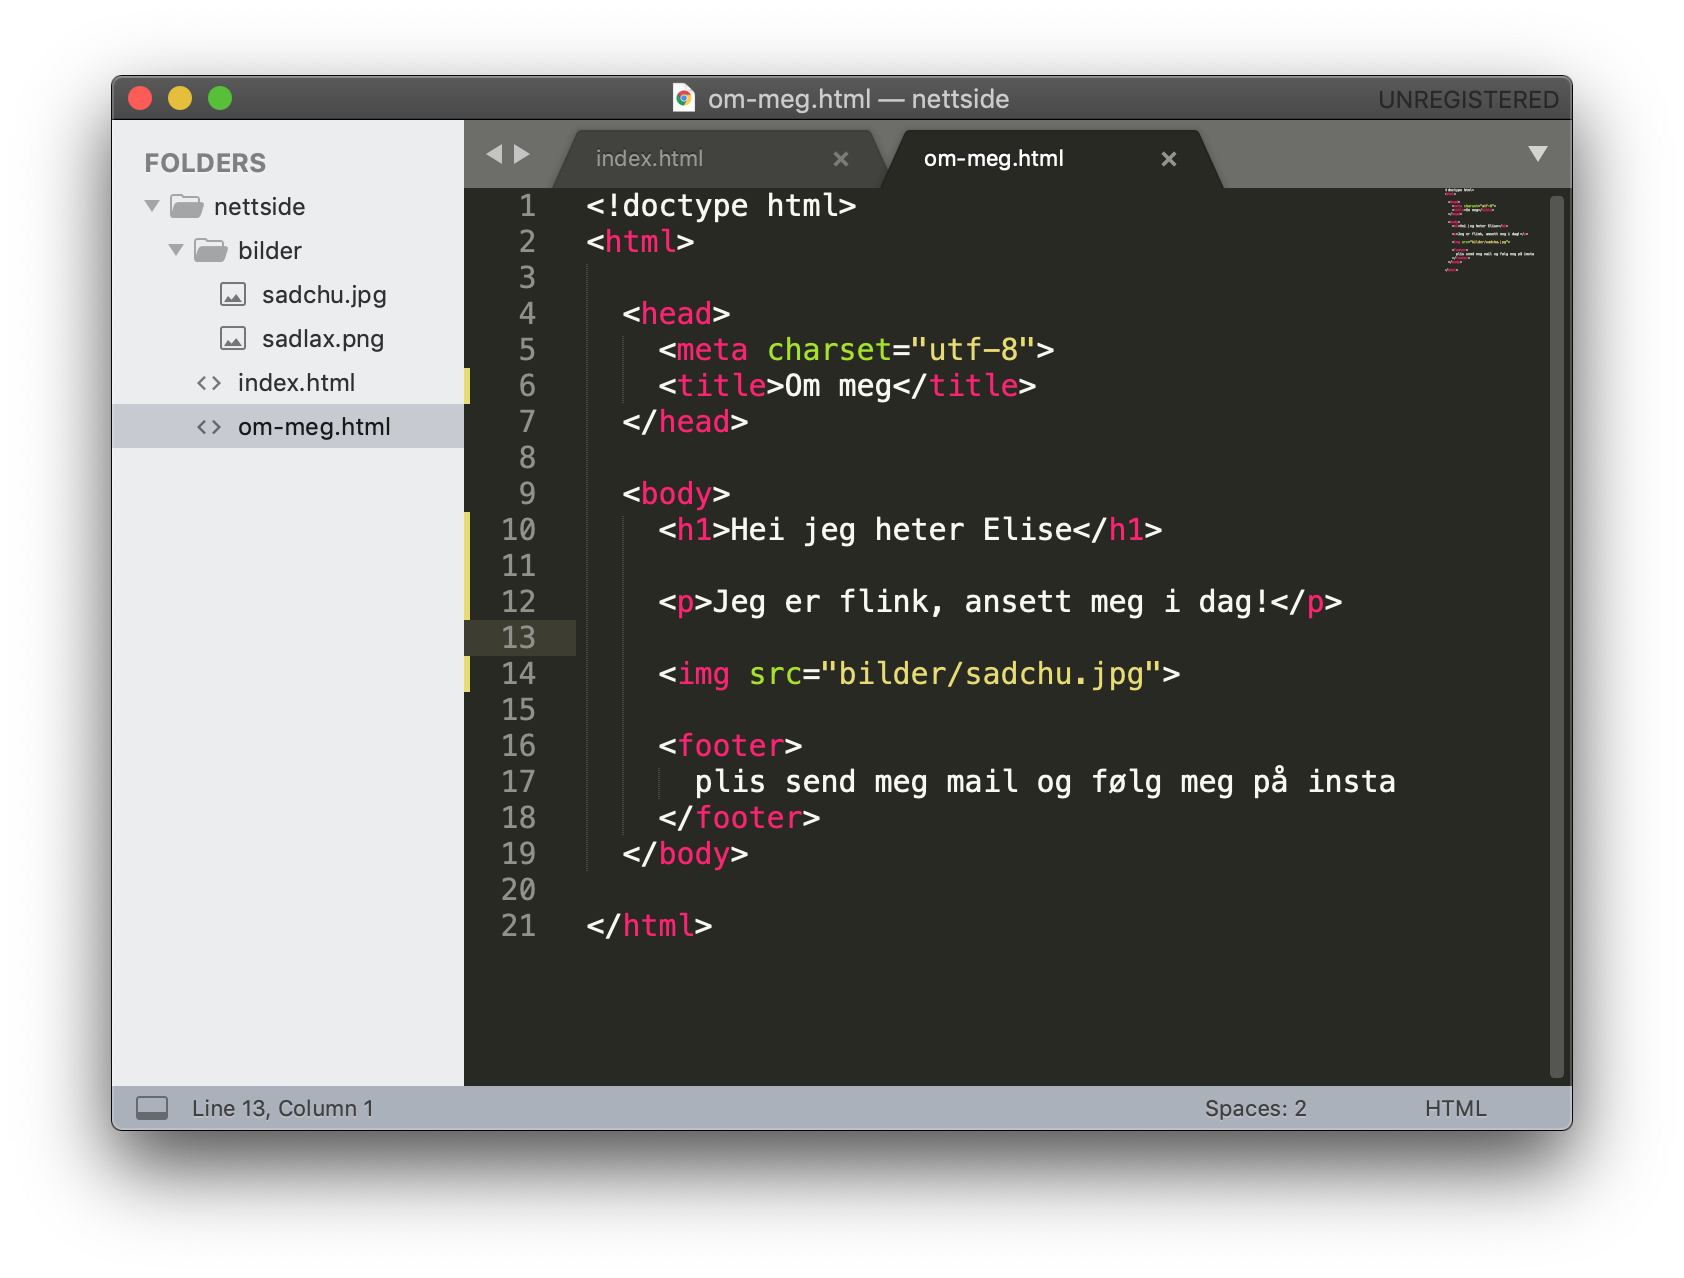 om-meg.html — nettside
UNREGISTERED
FOLDERS
nettside
bilder
sadchu.jpg
sadlax.png
index.html
om-meg.html
index.html
om-meg.html
1 <!doctype html>
2 <html>
3
4 <head>
5 <meta charset="utf-8">
6 <title>Om meg</title>
7 </head>
8
9 <body>
10 <h1>Hei jeg heter Elise</h1>
11
12 <p>Jeg er flink, ansett meg i dag!</p>
13
14 <img src="bilder/sadchu.jpg">
15
16 <footer>
17 plis send meg mail og følg meg på insta
18 </footer>
19 </body>
20
21 </html>
Line 13, Column 1
Spaces: 2
HTML